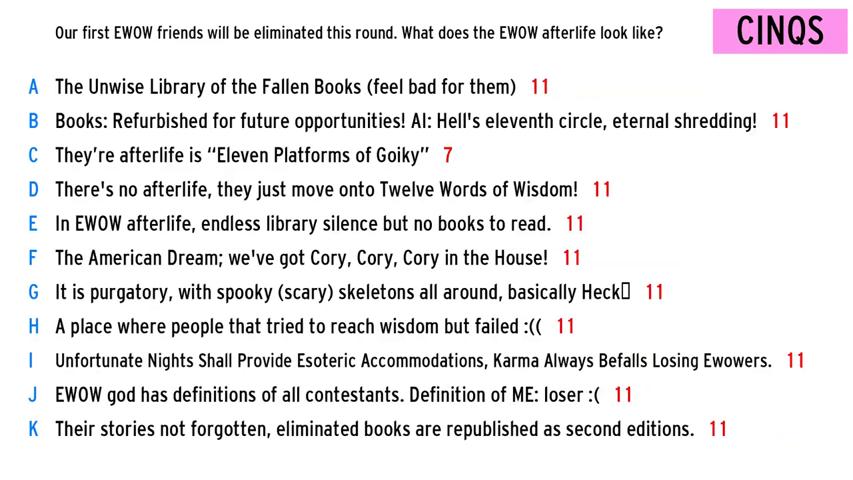 Our first EWOW friends will be eliminated this round. What does the EWOW afterlife look like?
CINQS
A The Unwise Library of the Fallen Books (feel bad for them) 11
B Books: Refurbished for future opportunities! AI: Hell's eleventh circle, eternal shredding! 11
C They’re afterlife is “Eleven Platforms of Goiky” 7
D There's no afterlife, they just move onto Twelve Words of Wisdom! 11
E In EWOW afterlife, endless library silence but no books to read. 11
F The American Dream; we've got Cory, Cory, Cory in the House! 11
G It is purgatory, with spooky (scary) skeletons all around, basically Heck▯ 11
H A place where people that tried to reach wisdom but failed :(( 11
I Unfortunate Nights Shall Provide Esoteric Accommodations, Karma Always Befalls Losing Ewowers. 11
J EWOW god has definitions of all contestants. Definition of ME: loser :( 11
K Their stories not forgotten, eliminated books are republished as second editions. 11